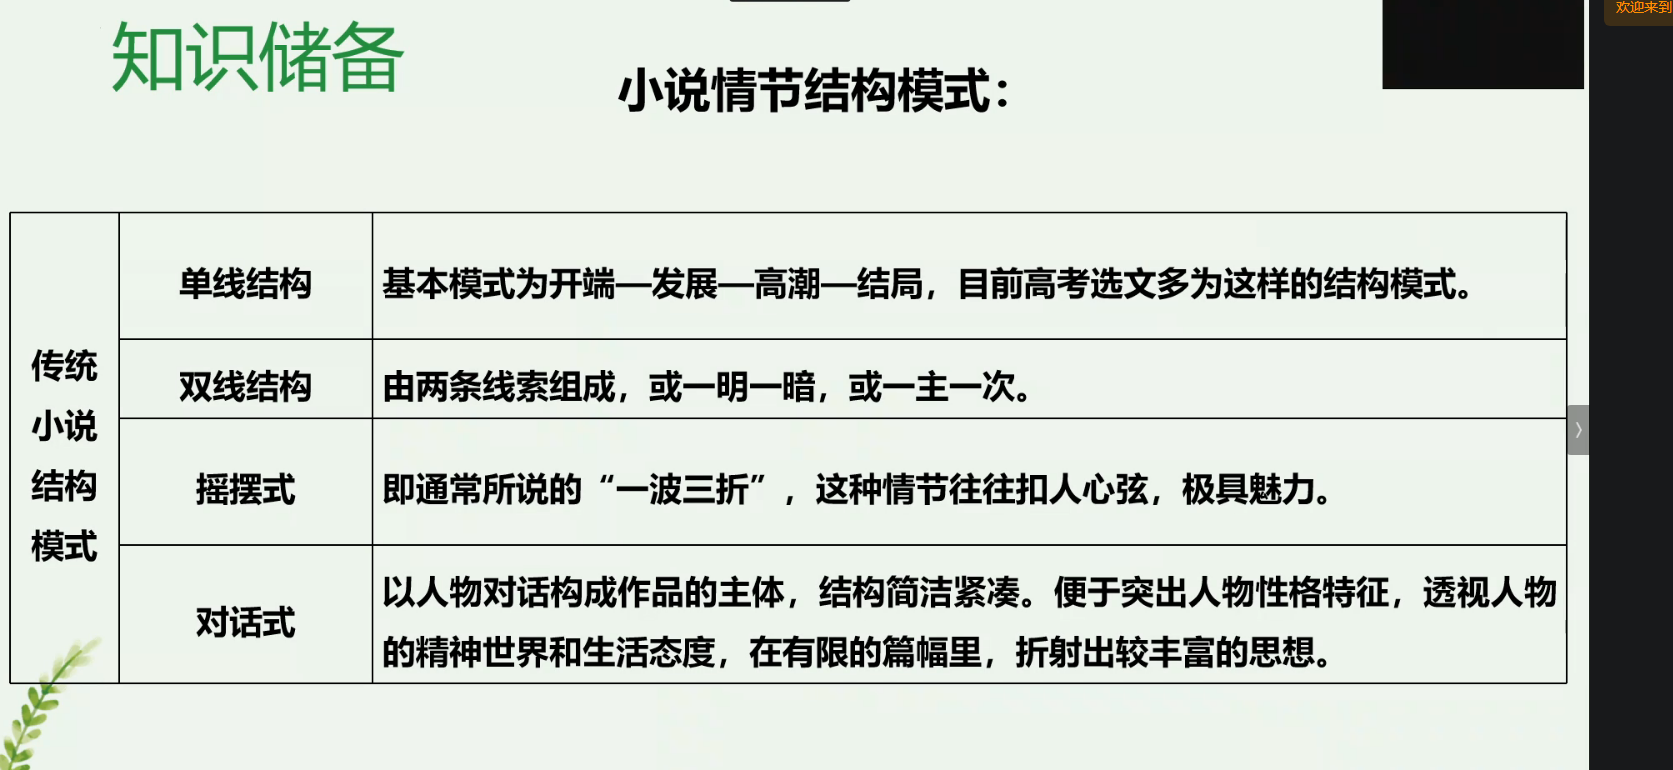 欢迎来到
知识储备
小说情节结构模式：
传统
小说
结构
模式
单线结构
基本模式为开端—发展—高潮—结局，目前高考选文多为这样的结构模式。
双线结构
由两条线索组成，或一明一暗，或一主一次。
摇摆式
即通常所说的“一波三折”，这种情节往往扣人心弦，极具魅力。
对话式
以人物对话构成作品的主体，结构简洁紧凑。便于突出人物性格特征，透视人物
的精神世界和生活态度，在有限的篇幅里，折射出较丰富的思想。